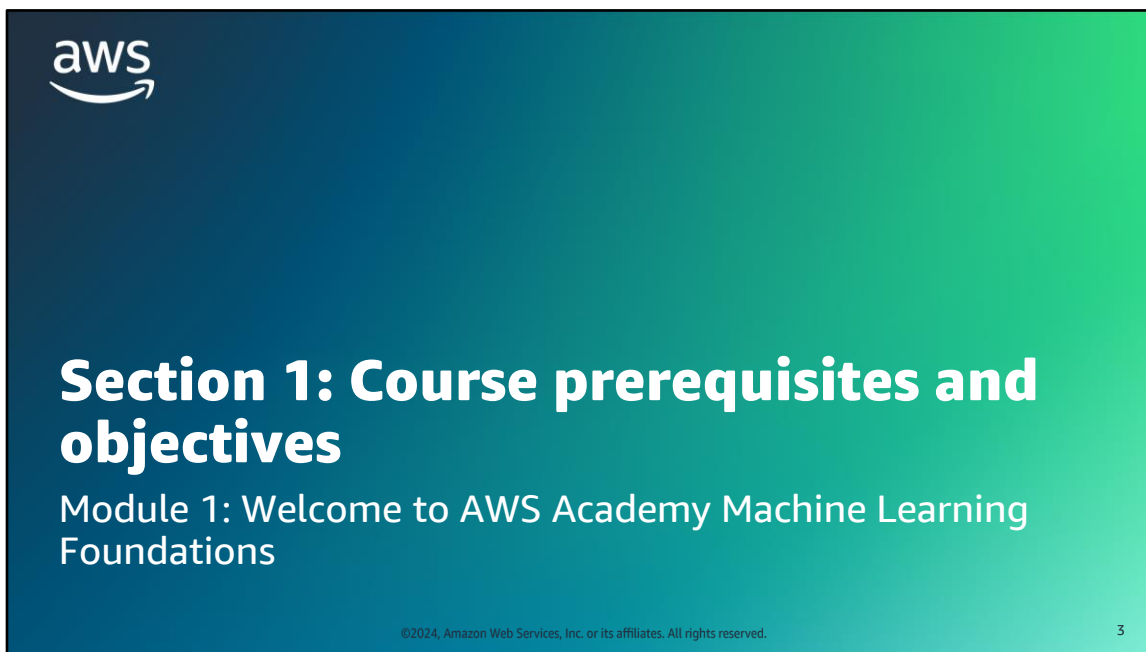 aws
Section 1: Course prerequisites and
objectives
Module 1: Welcome to AWS Academy Machine Learning
Foundations
©2024, Amazon Web Services, Inc. or its affiliates. All rights reserved.
3